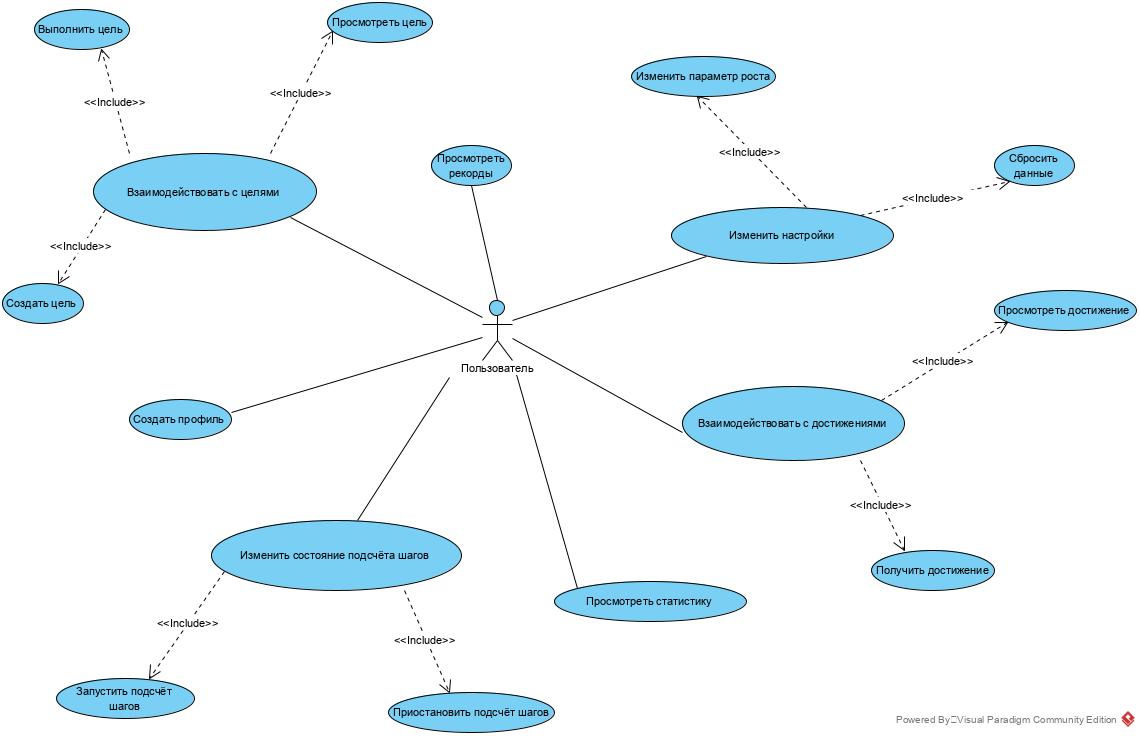 Выполнить цель
Просмотреть цель
Изменить параметр роста
<<Include>>
<<Include>>
<<Include>>
Просмотреть
рекорды
Сбросить
данные
Взаимодействовать с целями
<<Include>>
Изменить настройки
<<Include>>
Создать цель
Просмотреть достижение
<<Include>>
Пользователь
Создать профиль
Взаимодействовать с достижениями
<<Include>>
Изменить состояние подсчёта шагов
Получить достижение
Просмотреть статистику
<<Include>>
<<Include>>
Запустить подсчёт
шагов
Приостановить подсчёт шагов
Powered By Visual Paradigm Community Edition